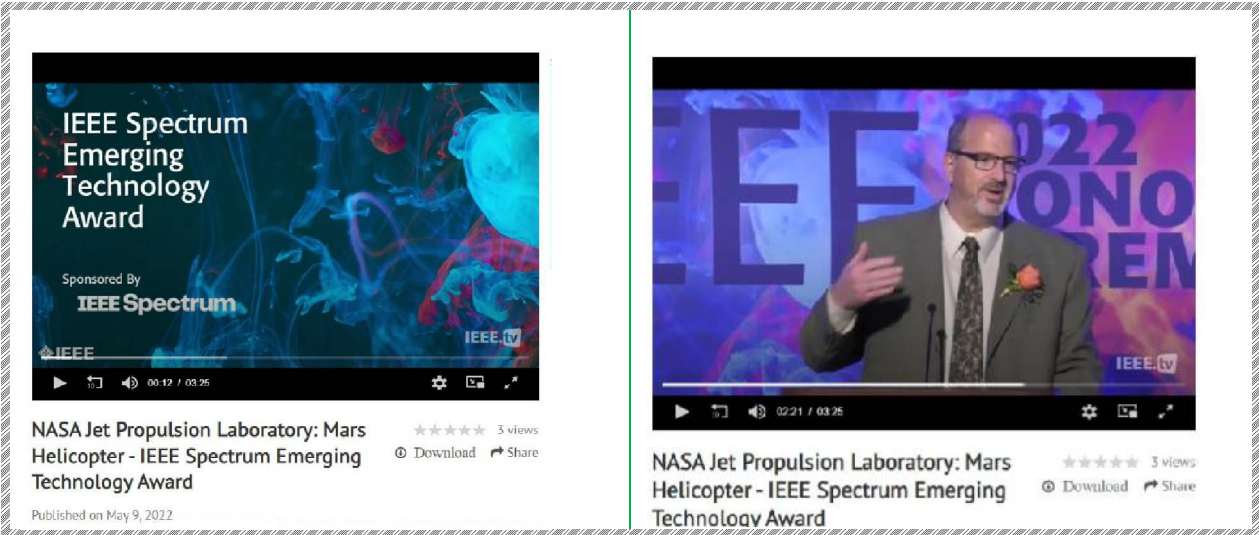 IEEE Spectrum
Emerging
Technology
Award
Sponsored By
IEEE Spectrum
IEEE.tv
IEEE
10
00:12 / 03:25
NASA Jet Propulsion Laboratory: Mars
Helicopter - IEEE Spectrum Emerging
Technology Award
3 views
Download Share
Published on May 9, 2022
EEE
2022
ONO
REM
IEEE.tv
10
02:21 / 03:25
NASA Jet Propulsion Laboratory: Mars
Helicopter - IEEE Spectrum Emerging
Technology Award
3 views
Download Share